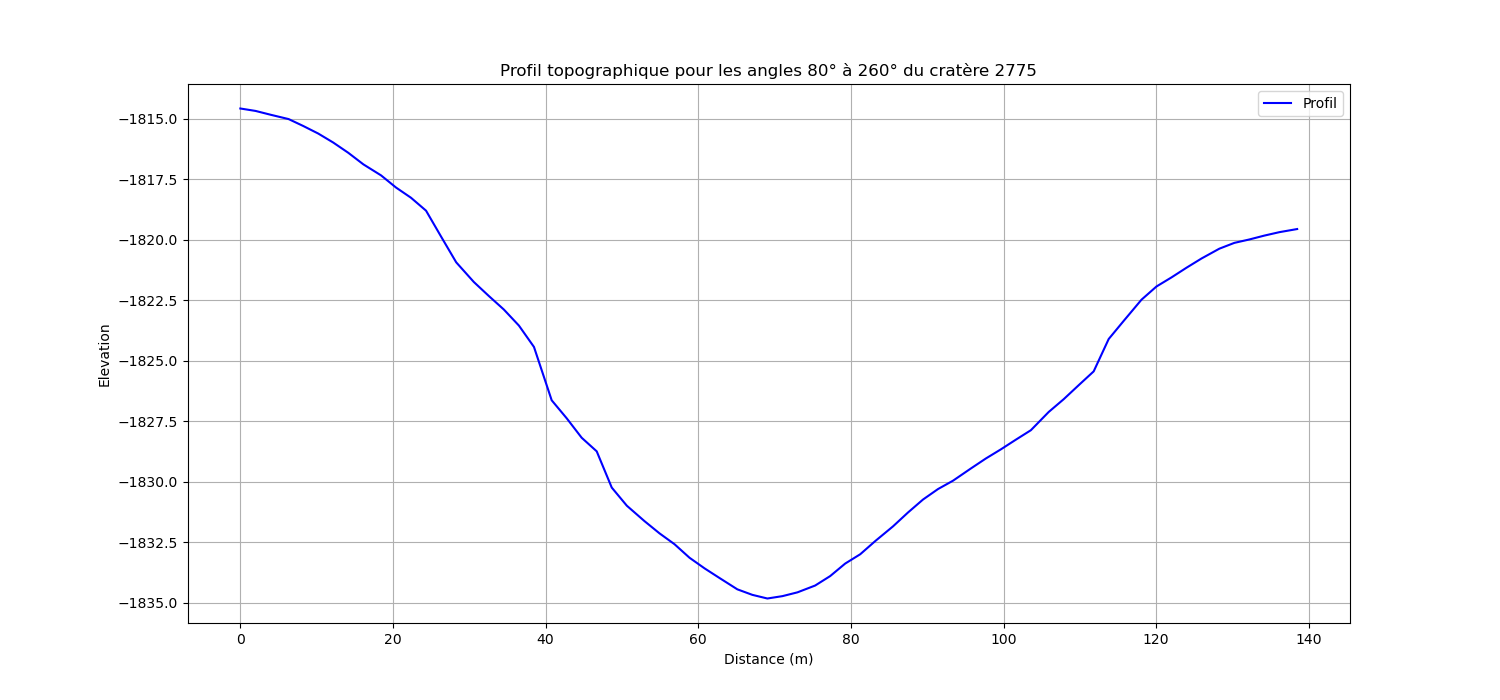 Profil topographique pour les angles 80° à 260° du cratère 2775
Profil
−1815.0
−1817.5
−1820.0
−1822.5
−1825.0
−1827.5
−1830.0
−1832.5
−1835.0
Elevation
0 20 40 60 80 100 120 140
Distance (m)